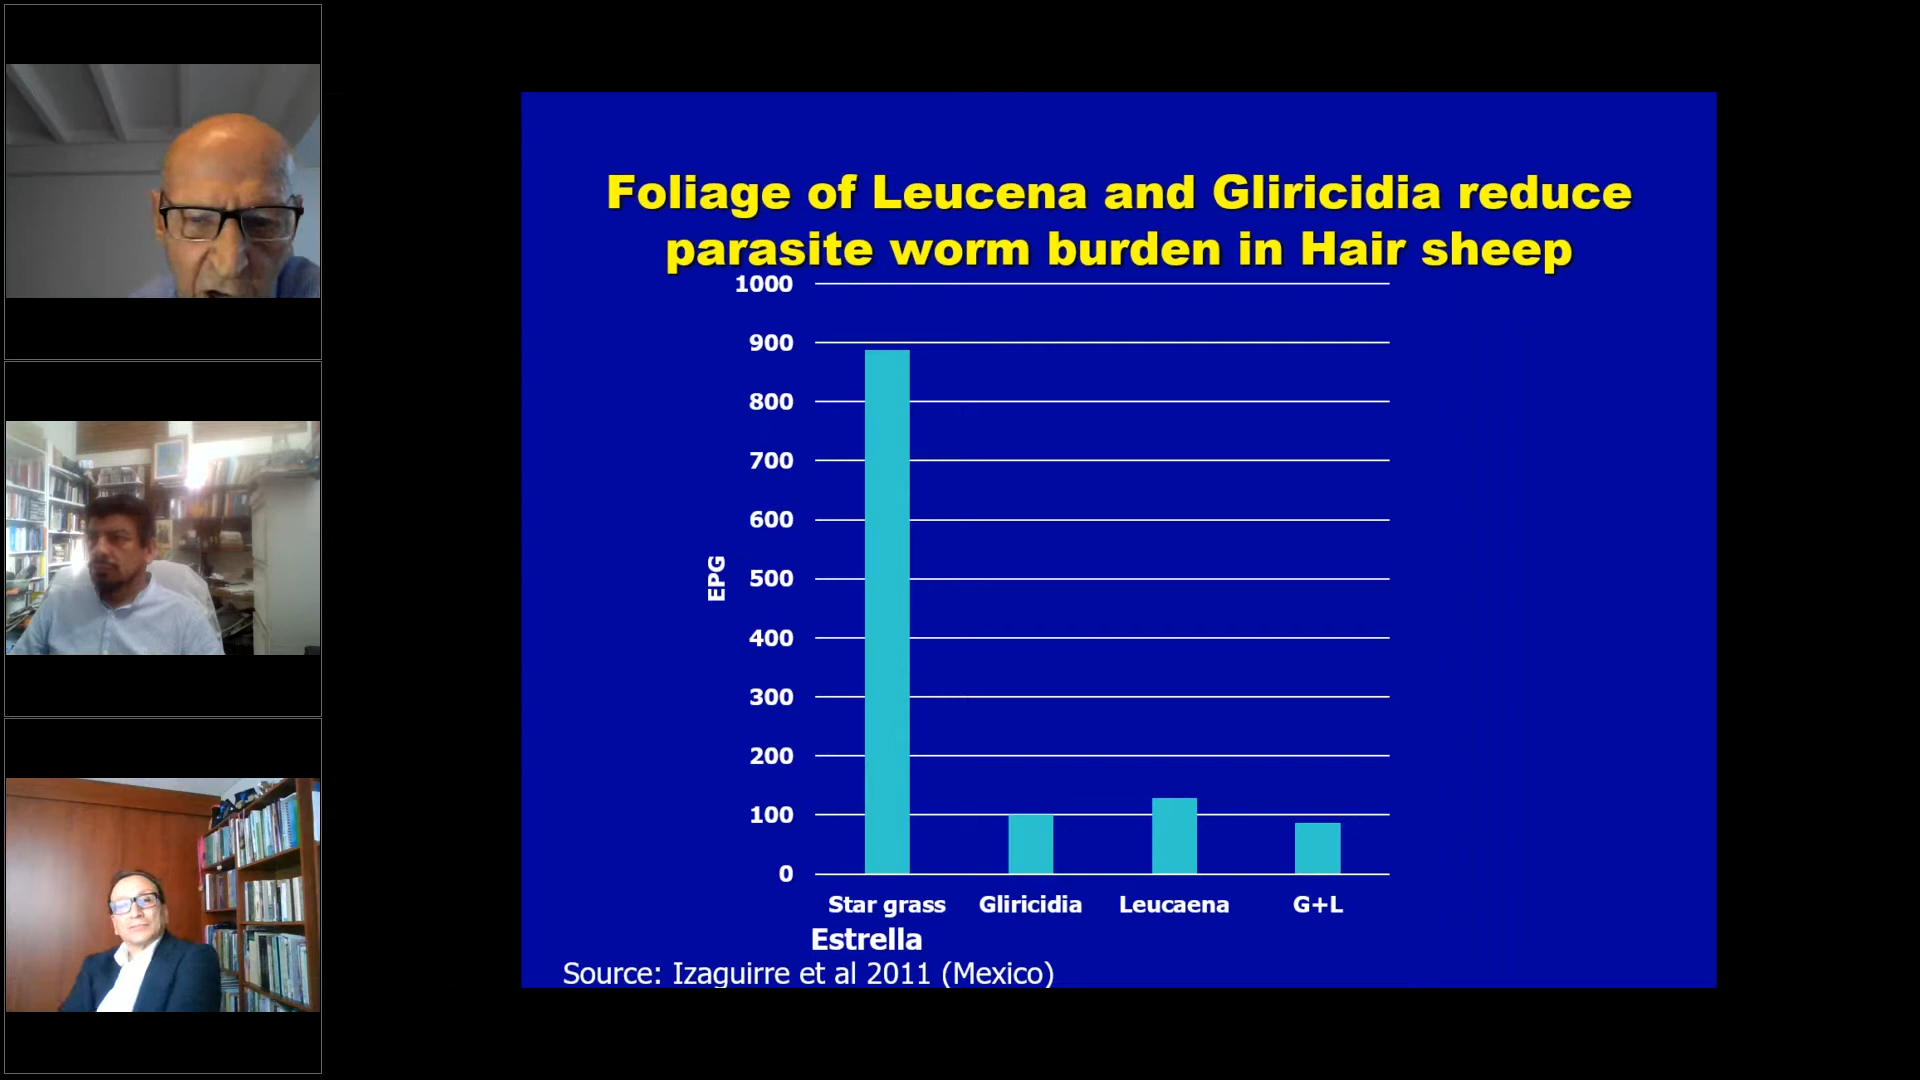 Foliage of Leucena and Gliricidia reduce
parasite worm burden in Hair sheep
1000
900
800
700
600
500
400
300
200
100
0
EPG
Star grass Gliricidia Leucaena G+L
Estrella
Source: Izaguirre et al 2011 (Mexico)